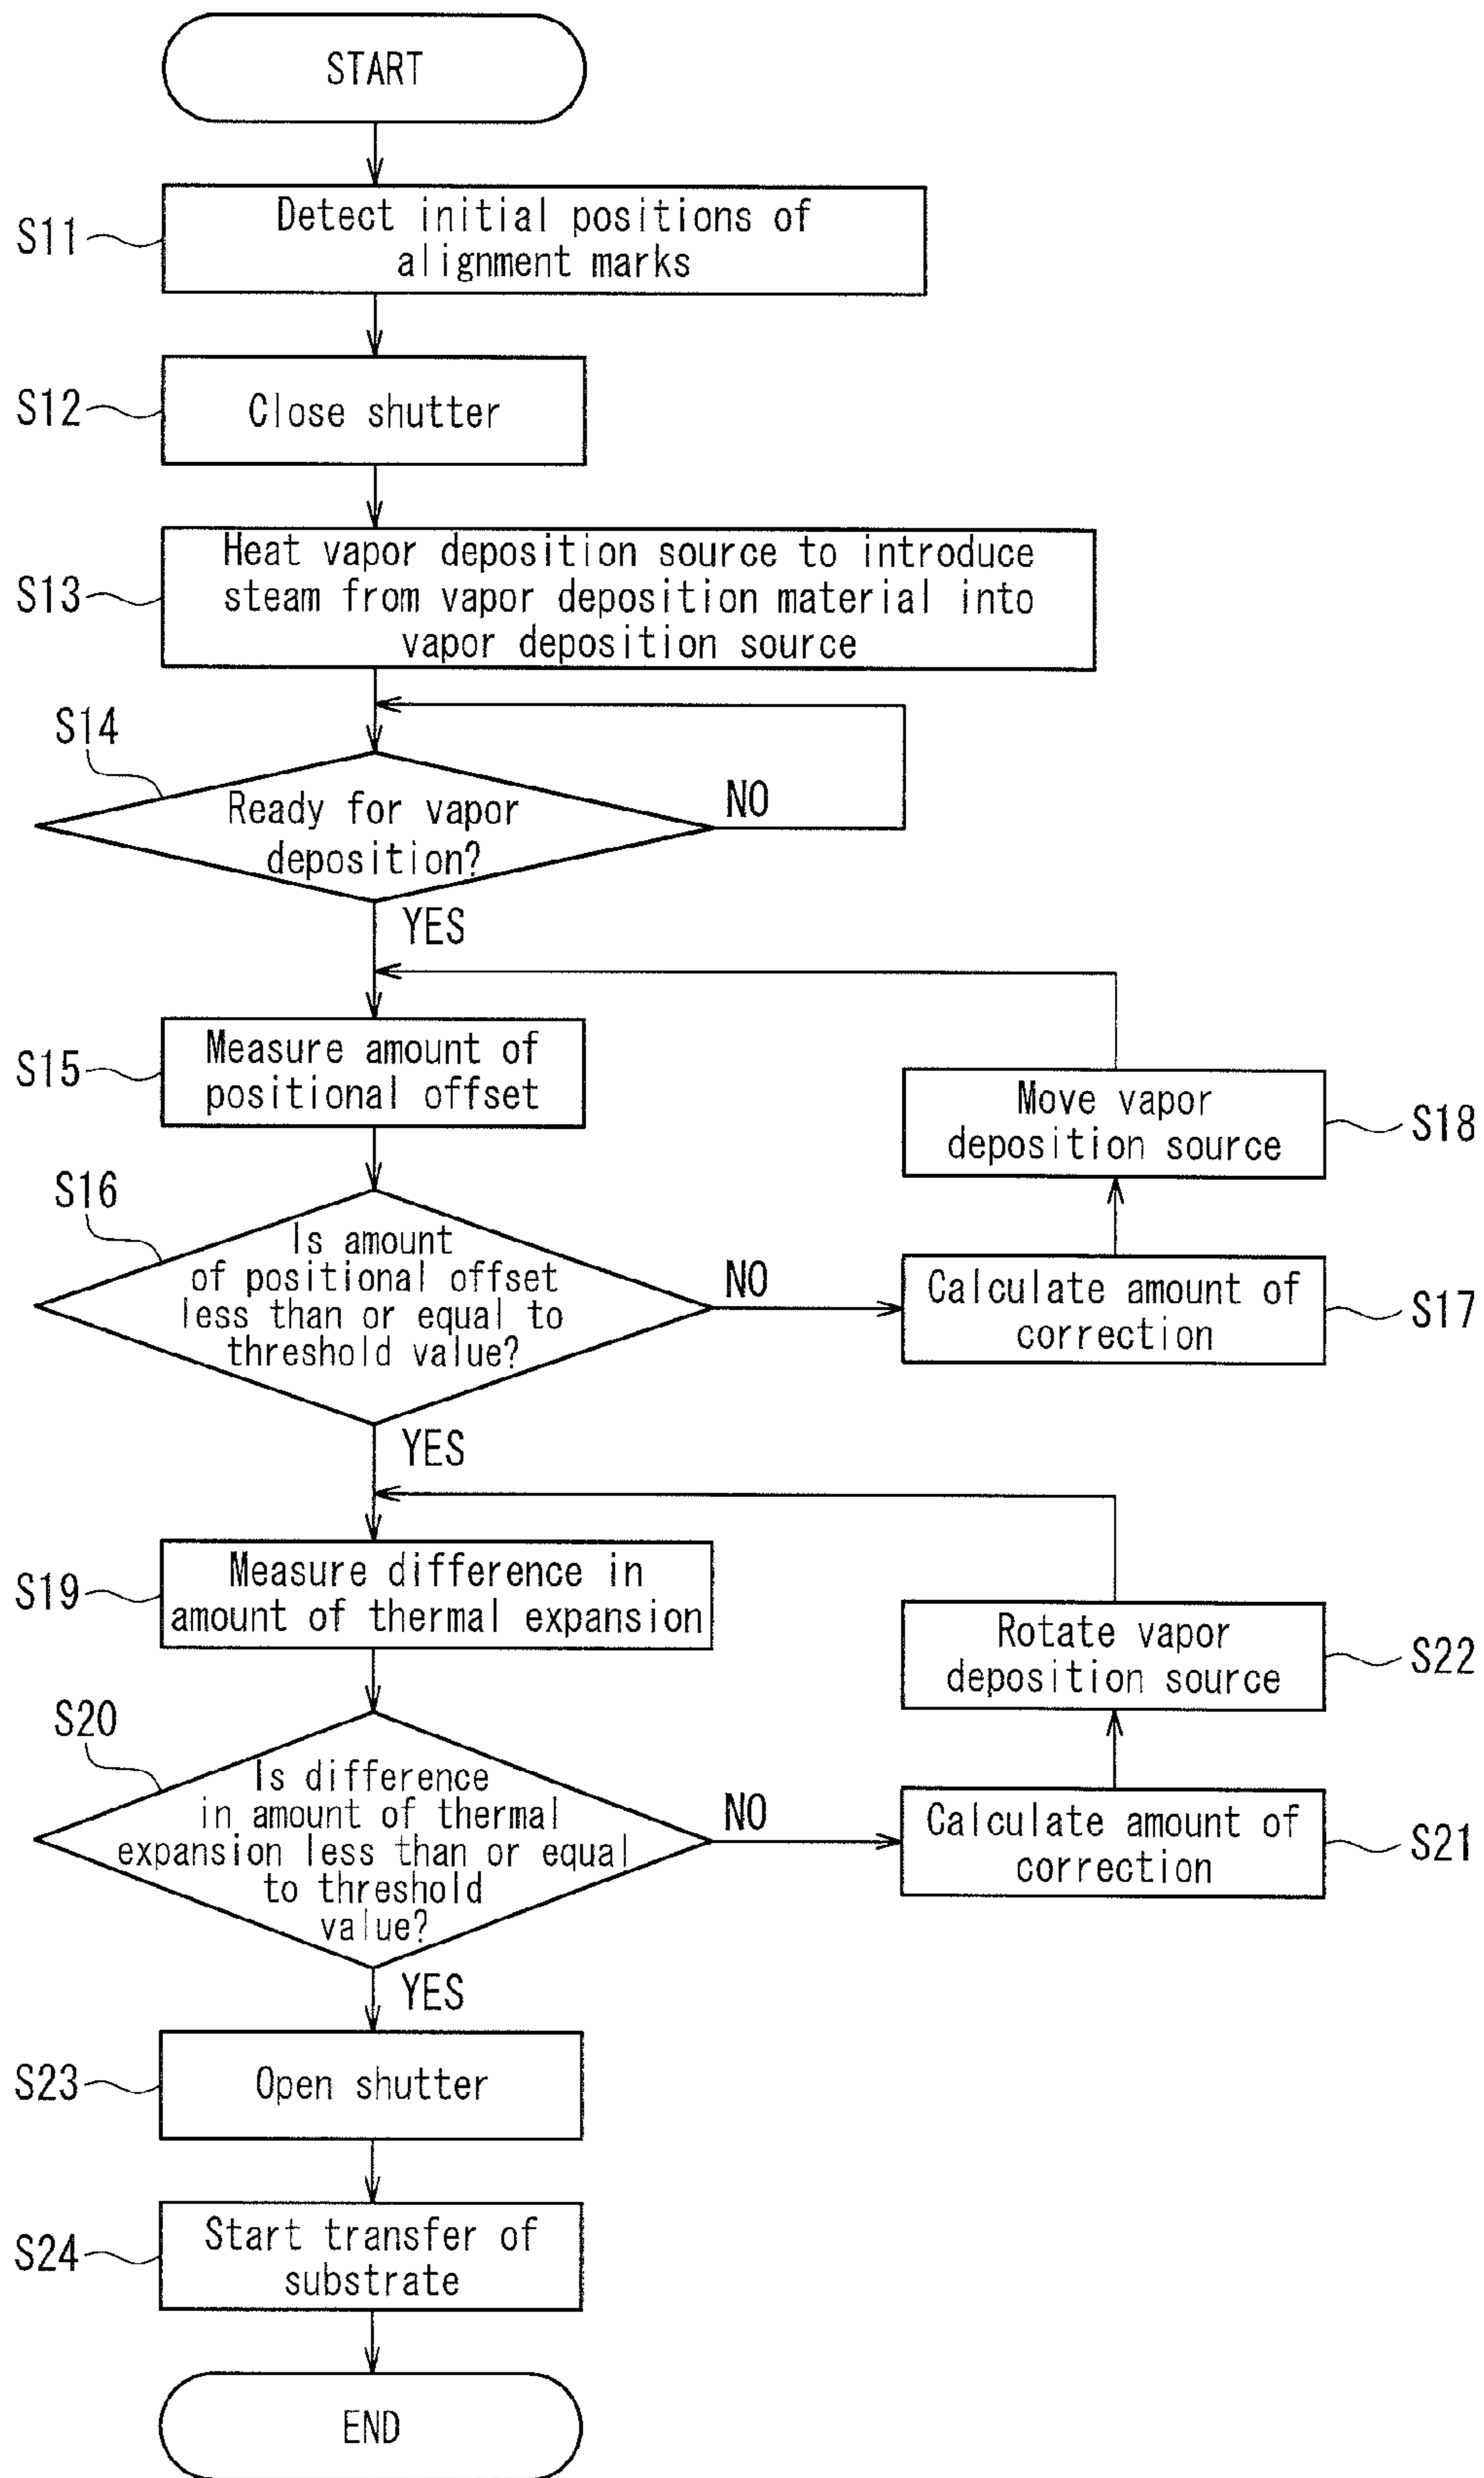 START
S11
Detect initial positions of
alignment marks
S12
Close shutter
S13
Heat vapor deposition source to introduce
steam from vapor deposition material into
vapor deposition source
S14
Ready for vapor
deposition?
NO
YES
S15
Measure amount of
positional offset
Move vapor
deposition source
S18
S16
Is amount
of positional offset
less than or equal to
threshold value?
NO
Calculate amount of
correction
S17
YES
S19
Measure difference in
amount of thermal expansion
Rotate vapor
deposition source
S22
S20
Is difference
in amount of thermal
expansion less than or equal
to threshold
value?
NO
Calculate amount of
correction
S21
YES
S23
Open shutter
S24
Start transfer of
substrate
END